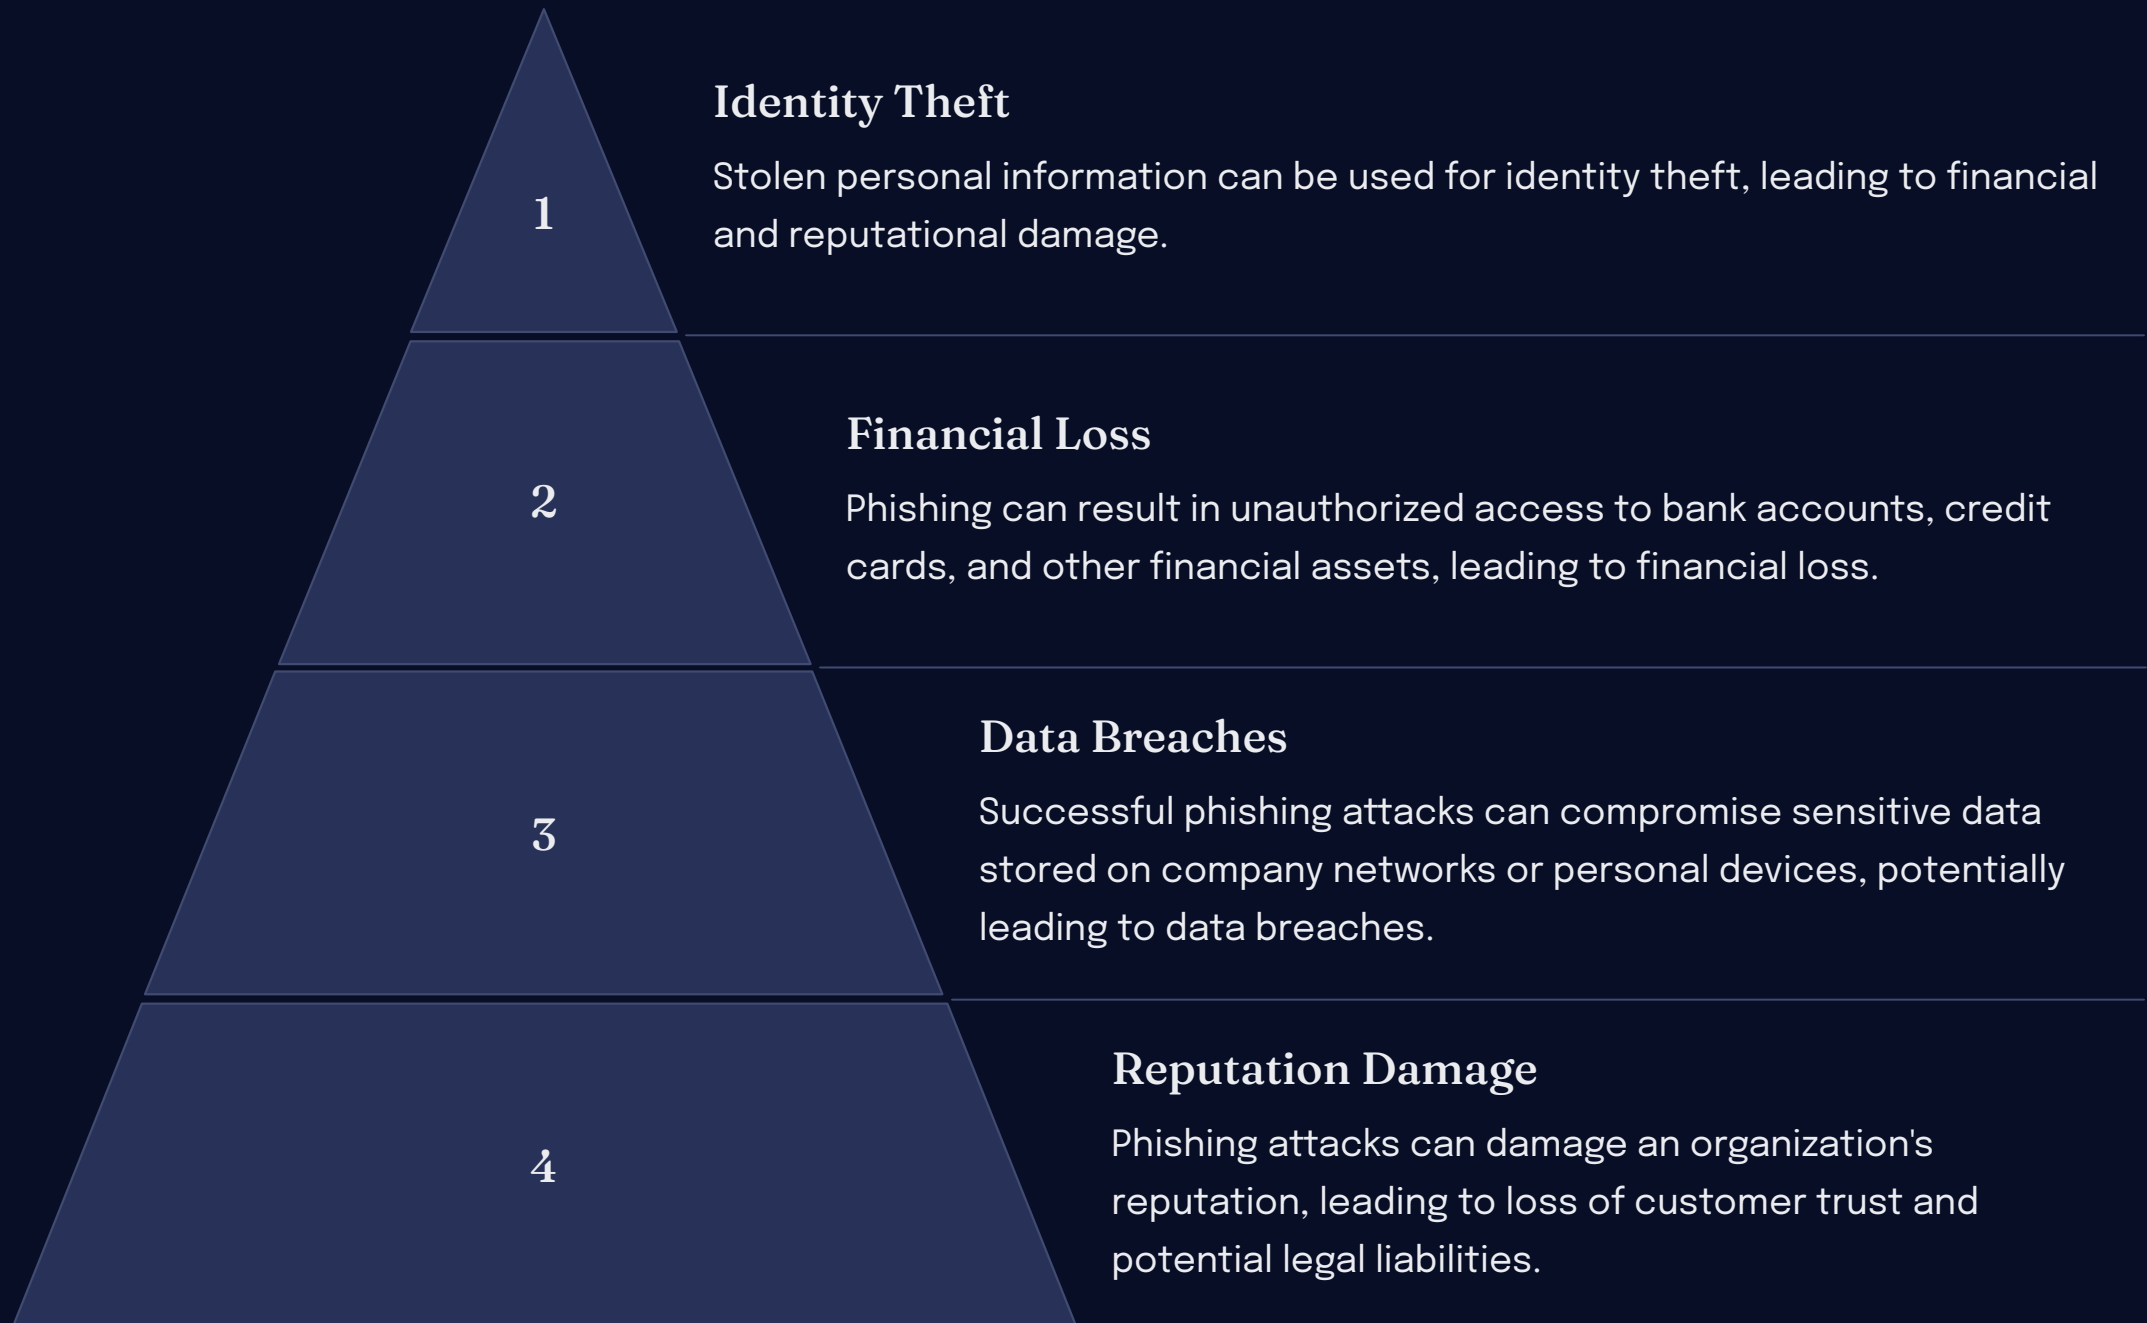 Identity Theft
Stolen personal information can be used for identity theft, leading to financial
and reputational damage.
1
Financial Loss
Phishing can result in unauthorized access to bank accounts, credit
cards, and other financial assets, leading to financial loss.
2
Data Breaches
Successful phishing attacks can compromise sensitive data
stored on company networks or personal devices, potentially
leading to data breaches.
3
Reputation Damage
Phishing attacks can damage an organization's
reputation, leading to loss of customer trust and
potential legal liabilities.
4